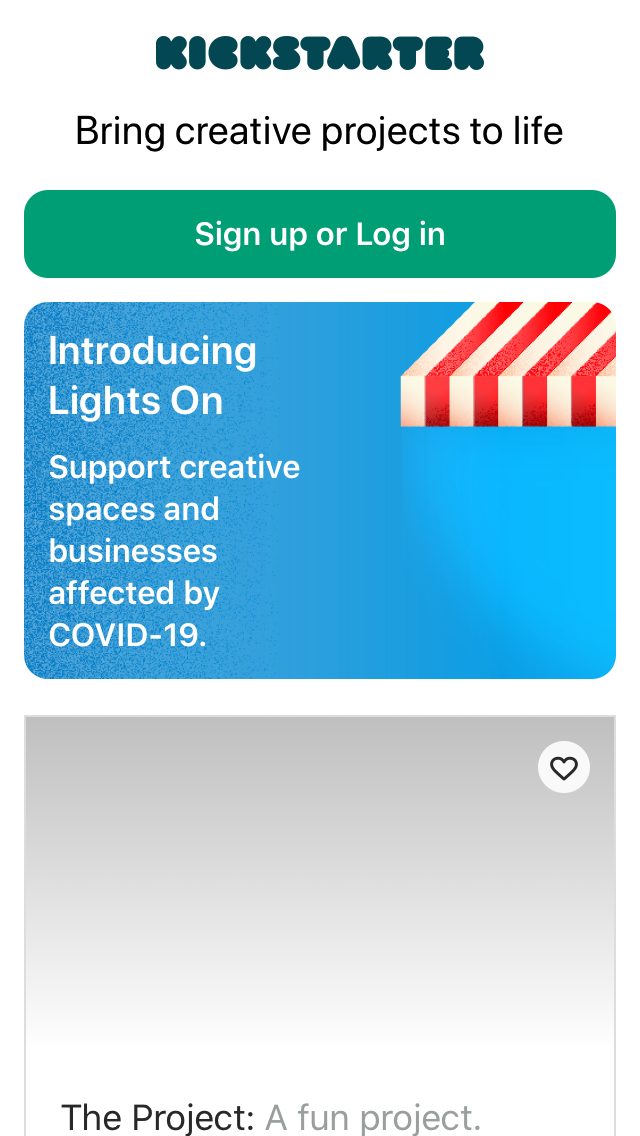 KICKSTARTER
Bring creative projects to life
Sign up or Log in
Introducing
Lights On
Support creative
spaces and
businesses
affected by
COVID-19.
The Project: A fun project.